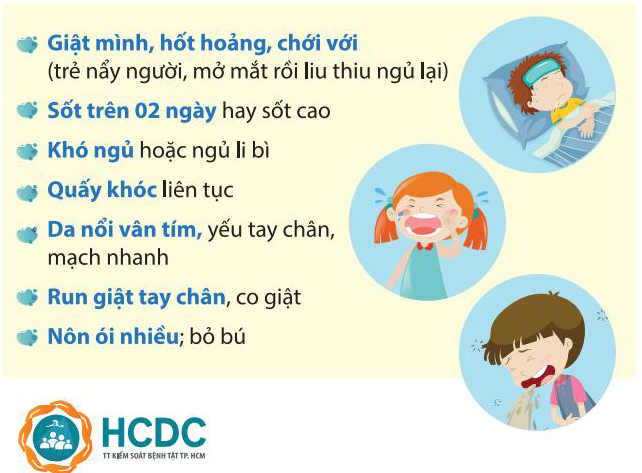 Giật mình, hốt hoảng, chới với
(trẻ nẩy người, mở mắt rồi liu thiu ngủ lại)
Sốt trên 02 ngày hay sốt cao
Khó ngủ hoặc ngủ li bì
Quấy khóc liên tục
Da nổi vân tím, yếu tay chân,
mạch nhanh
Run giật tay chân, co giật
Nôn ói nhiều; bỏ bú
HCDC
TT KIỂM SOÁT BỆNH TẬT TP. HCM